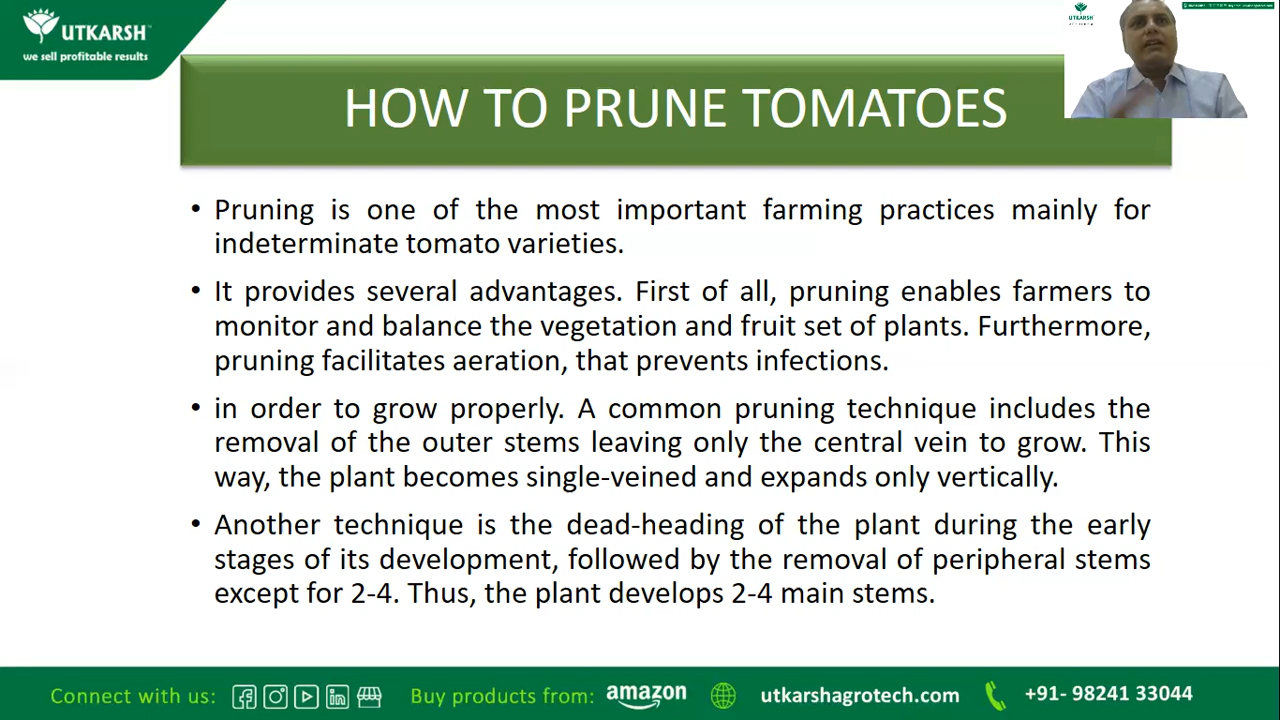 UTKARSH
we sell profitable results
UTKARSH
HOW TO PRUNE TOMATOES
• Pruning is one of the most important farming practices mainly for
indeterminate tomato varieties.
• It provides several advantages. First of all, pruning enables farmers to
monitor and balance the vegetation and fruit set of plants. Furthermore,
pruning facilitates aeration, that prevents infections.
• in order to grow properly. A common pruning technique includes the
removal of the outer stems leaving only the central vein to grow. This
way, the plant becomes single-veined and expands only vertically.
• Another technique is the dead-heading of the plant during the early
stages of its development, followed by the removal of peripheral stems
except for 2-4. Thus, the plant develops 2-4 main stems.
Connect with us: Buy products from: amazon utkarshagrotech.com +91- 98241 33044